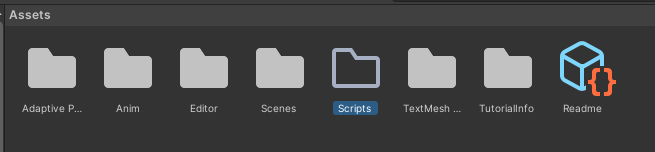 Assets
Adaptive P...
Anim
Editor
Scenes
Scripts
TextMesh ...
TutorialInfo
Readme